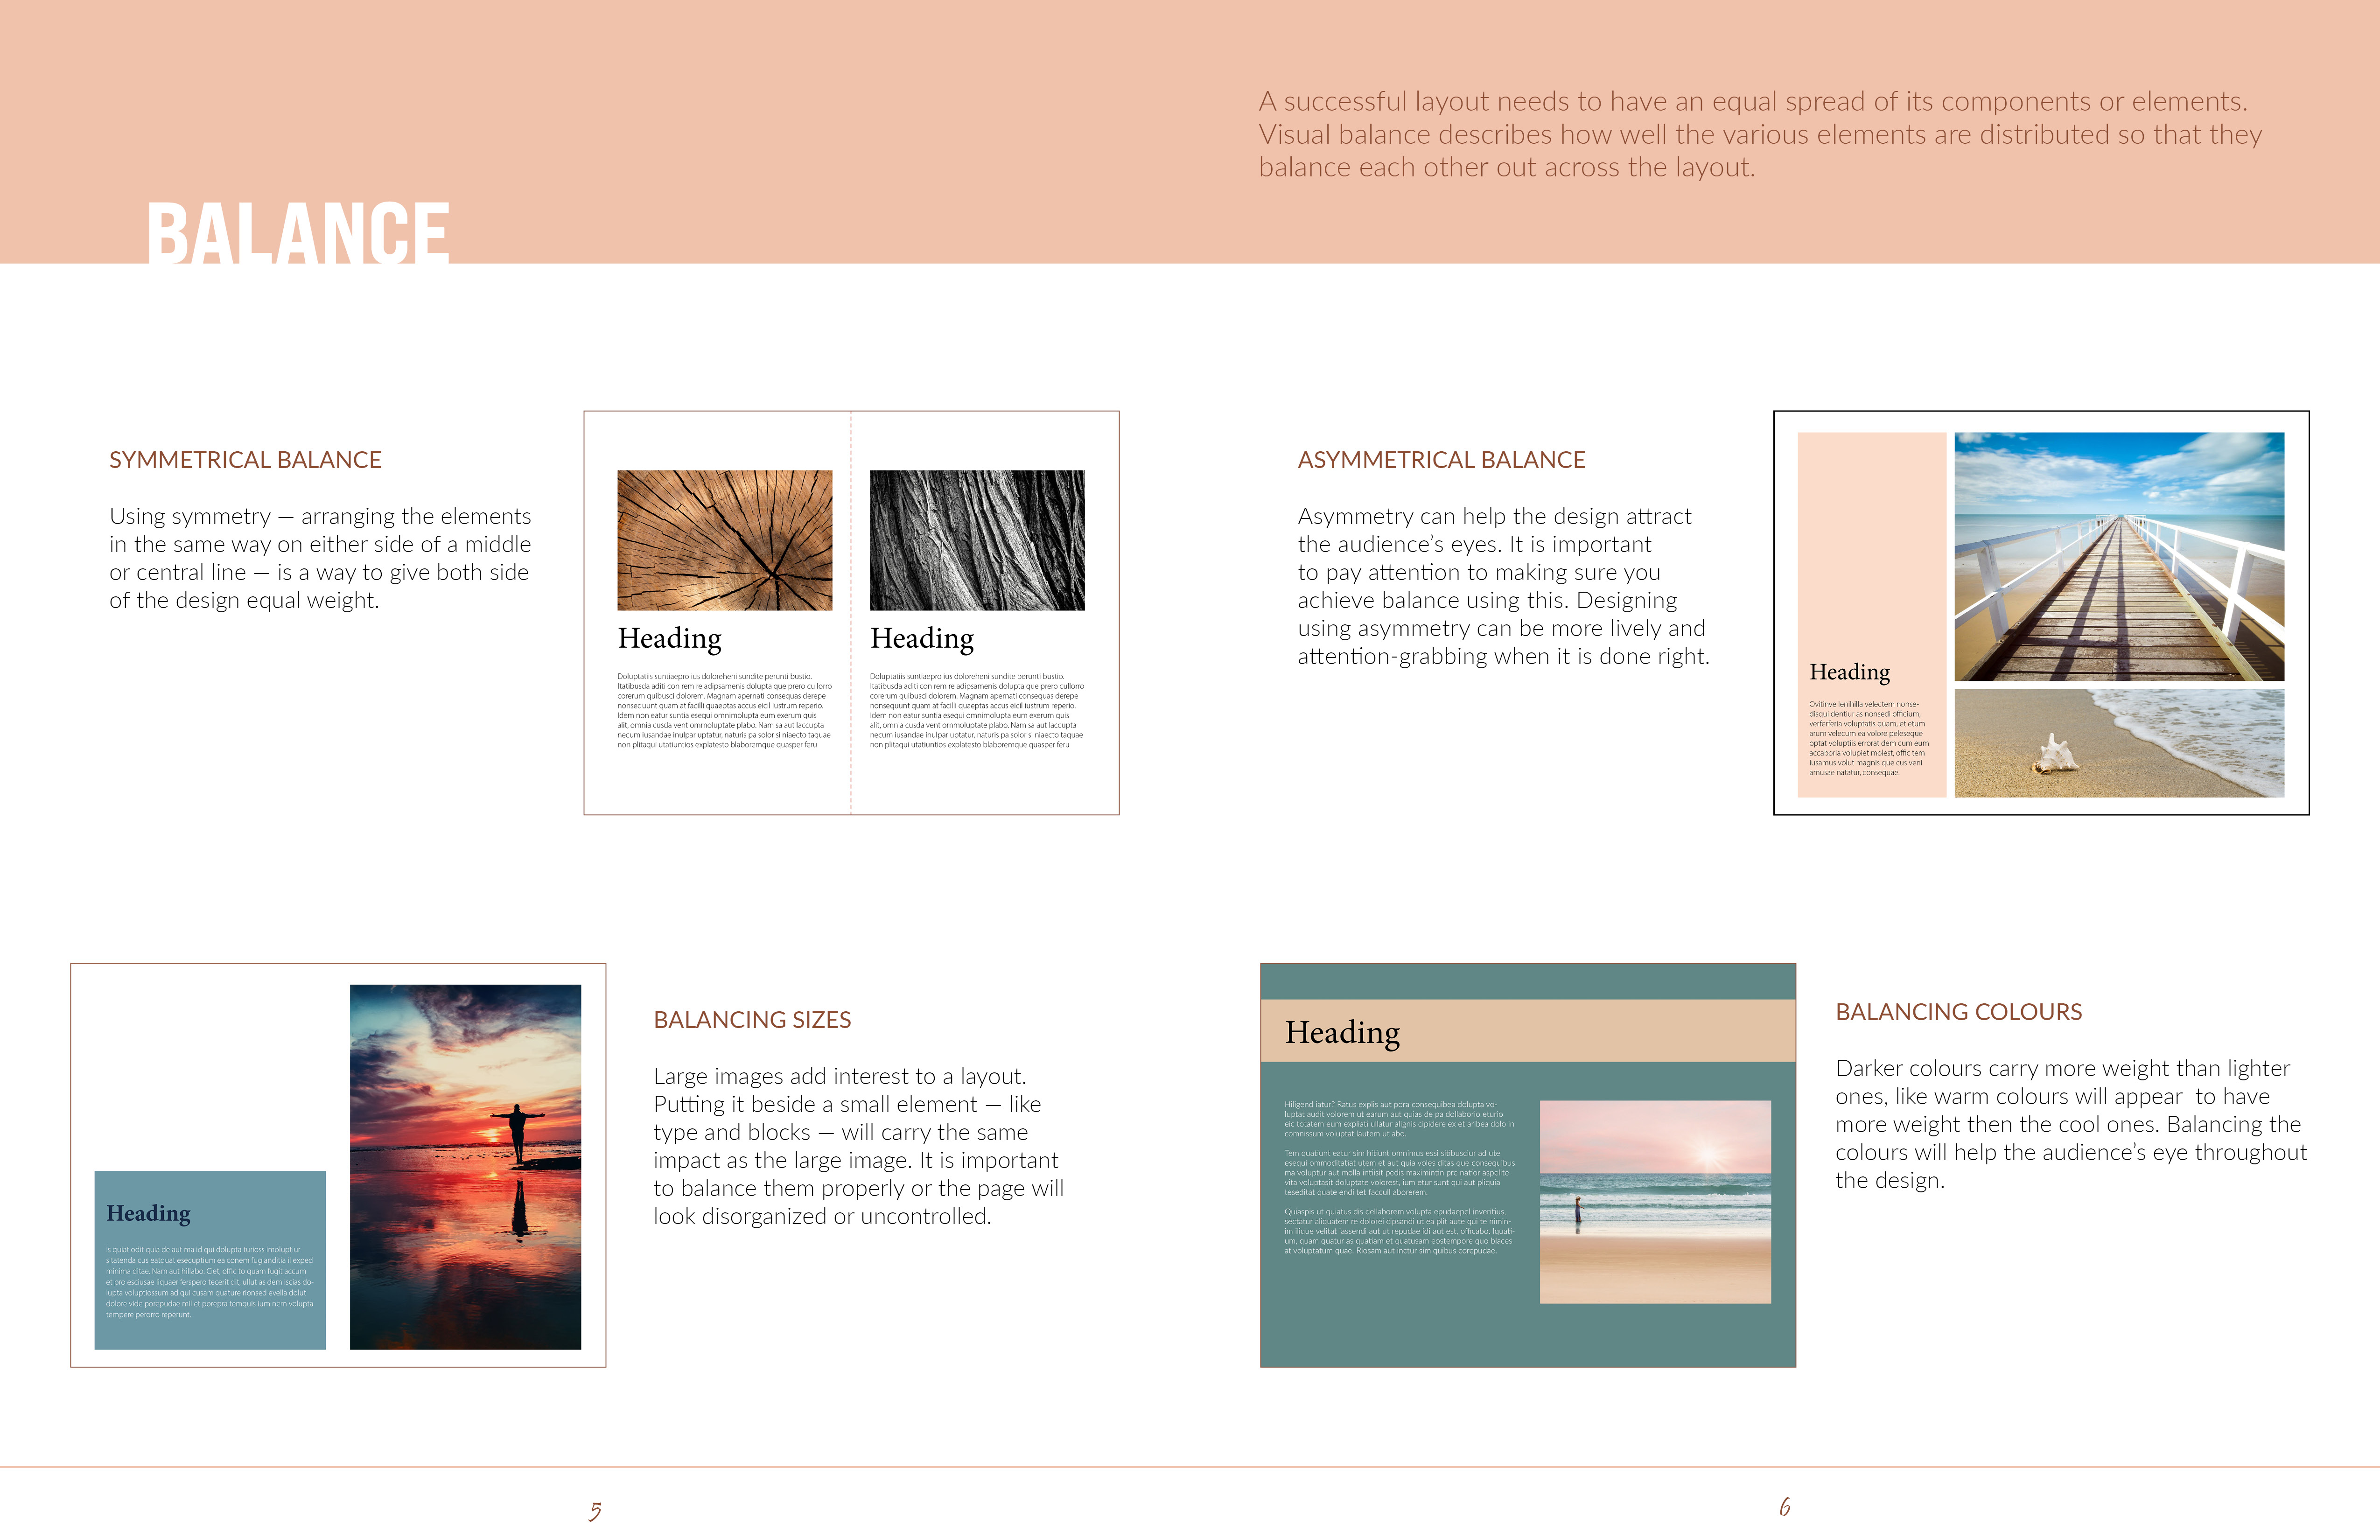 BALANCE
A successful layout needs to have an equal spread of its components or elements.
Visual balance describes how well the various elements are distributed so that they
balance each other out across the layout.
SYMMETRICAL BALANCE
Using symmetry — arranging the elements
in the same way on either side of a middle
or central line — is a way to give both side
of the design equal weight.
Heading
Doluptatiis suntiaepro ius doloreheni sundite perunti bustio.
Itatibusda aditi con rem re adipsamenis dolupta que prero cullorro
corerum quibusci dolorem. Magnam apernati consequas derepe
nonsequunt quam at facilli quaeptas accus eicil iustrum reperio.
Idem non eatur suntia esequi omnimolupta eum exerum quis
alit, omnia cusda vent ommoluptate plabo. Nam sa aut laccupta
necum iusandae inulpar uptatur, naturis pa solor si niaecto taquae
non plitaqui utatiuntios explatesto blaboremque quasper feru
Heading
Doluptatiis suntiaepro ius doloreheni sundite perunti bustio.
Itatibusda aditi con rem re adipsamenis dolupta que prero cullorro
corerum quibusci dolorem. Magnam apernati consequas derepe
nonsequunt quam at facilli quaeptas accus eicil iustrum reperio.
Idem non eatur suntia esequi omnimolupta eum exerum quis
alit, omnia cusda vent ommoluptate plabo. Nam sa aut laccupta
necum iusandae inulpar uptatur, naturis pa solor si niaecto taquae
non plitaqui utatiuntios explatesto blaboremque quasper feru
Heading
Is quiat odit quia de aut ma id qui dolupta turioss imoluptiur
sitatenda cus eatquat esecuptium ea conem fugianditia il exped
minima ditae. Nam aut hillabo. Ciet, offic to quam fugit accum
et pro esciusae liquaer ferspero tecerit dit, ullut as dem iscias do-
lupta voluptiossum ad qui cusam quature rionsed evella dolut
dolore vide porepudae mil et porepra temquis ium nem volupta
tempere perorro reperunt.
BALANCING SIZES
Large images add interest to a layout.
Putting it beside a small element — like
type and blocks — will carry the same
impact as the large image. It is important
to balance them properly or the page will
look disorganized or uncontrolled.
5
ASYMMETRICAL BALANCE
Asymmetry can help the design attract
the audience’s eyes. It is important
to pay attention to making sure you
achieve balance using this. Designing
using asymmetry can be more lively and
attention-grabbing when it is done right.
Heading
Ovitinve lenihilla velectem nonse-
disqui dentiur as nonsedi officium,
verferferia voluptatis quam, et etum
arum velecum ea volore peleseque
optat voluptiis errorat dem cum eum
accaboria volupiet molest, offic tem
iusamus volut magnis que cus veni
amusae natatur, consequae.
Heading
Hiligend iatur? Ratus explis aut pora consequibea dolupta vo-
luptat audit volorem ut earum aut quias de pa dollaborio eturio
eic totatem eum expliati ullatur alignis cipidere ex et aribea dolo in
comnissum voluptat lautem ut abo.
Tem quatiunt eatur sim hitiunt omnimus essi sitibusciur ad ute
esequi ommoditatiat utem et aut quia voles ditas que consequibus
ma voluptur aut molla intiisit pedis maximintin pre natior aspelite
vita voluptasit doluptate volorest, ium etur sunt qui aut pliquia
teseditat quate endi tet facculI aborerem.
Quiaspis ut quiatus dis dellaborem volupta epudaepel inveritius,
sectatur aliquatem re dolorei cipsandi ut ea plit aute qui te nimin-
im ilique velitat iassendi aut ut repudae idi aut est, officabo. Iquati-
um, quam quatur as quatiam et quatusam eostempore quo blaces
at voluptatum quae. Riosam aut inctur sim quibus corepudae.
BALANCING COLOURS
Darker colours carry more weight than lighter
ones, like warm colours will appear  to have
more weight then the cool ones. Balancing the
colours will help the audience’s eye throughout
the design.
6